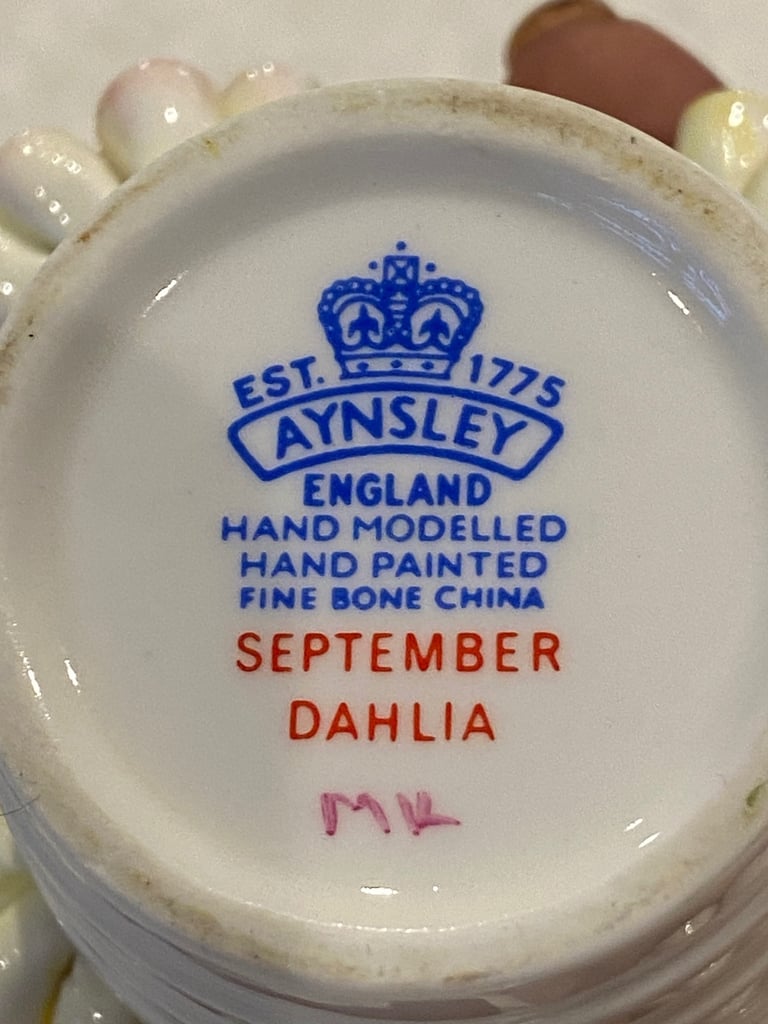 EST. 1775
AYNSLEY
ENGLAND
HAND MODELLED
HAND PAINTED
FINE BONE CHINA
SEPTEMBER
DAHLIA
MK